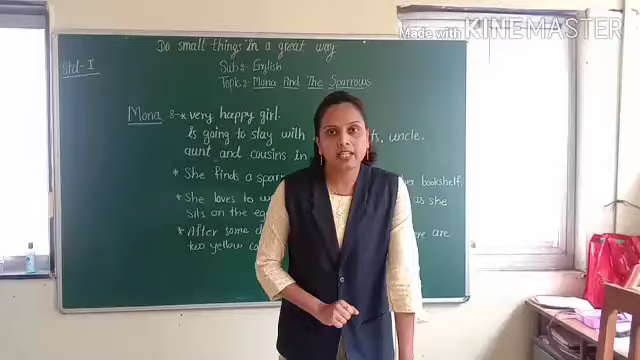 Made with KINEMASTER
Do small things in a great way
Std-I
Sub:- English
Topic:- Mona And The Sparrows
Mona :-* very happy girl.
Is going to stay with uncle,
aunt and cousins in
* She finds a bookshelf
* She loves to as she
sits on the
* After some are
two yellow